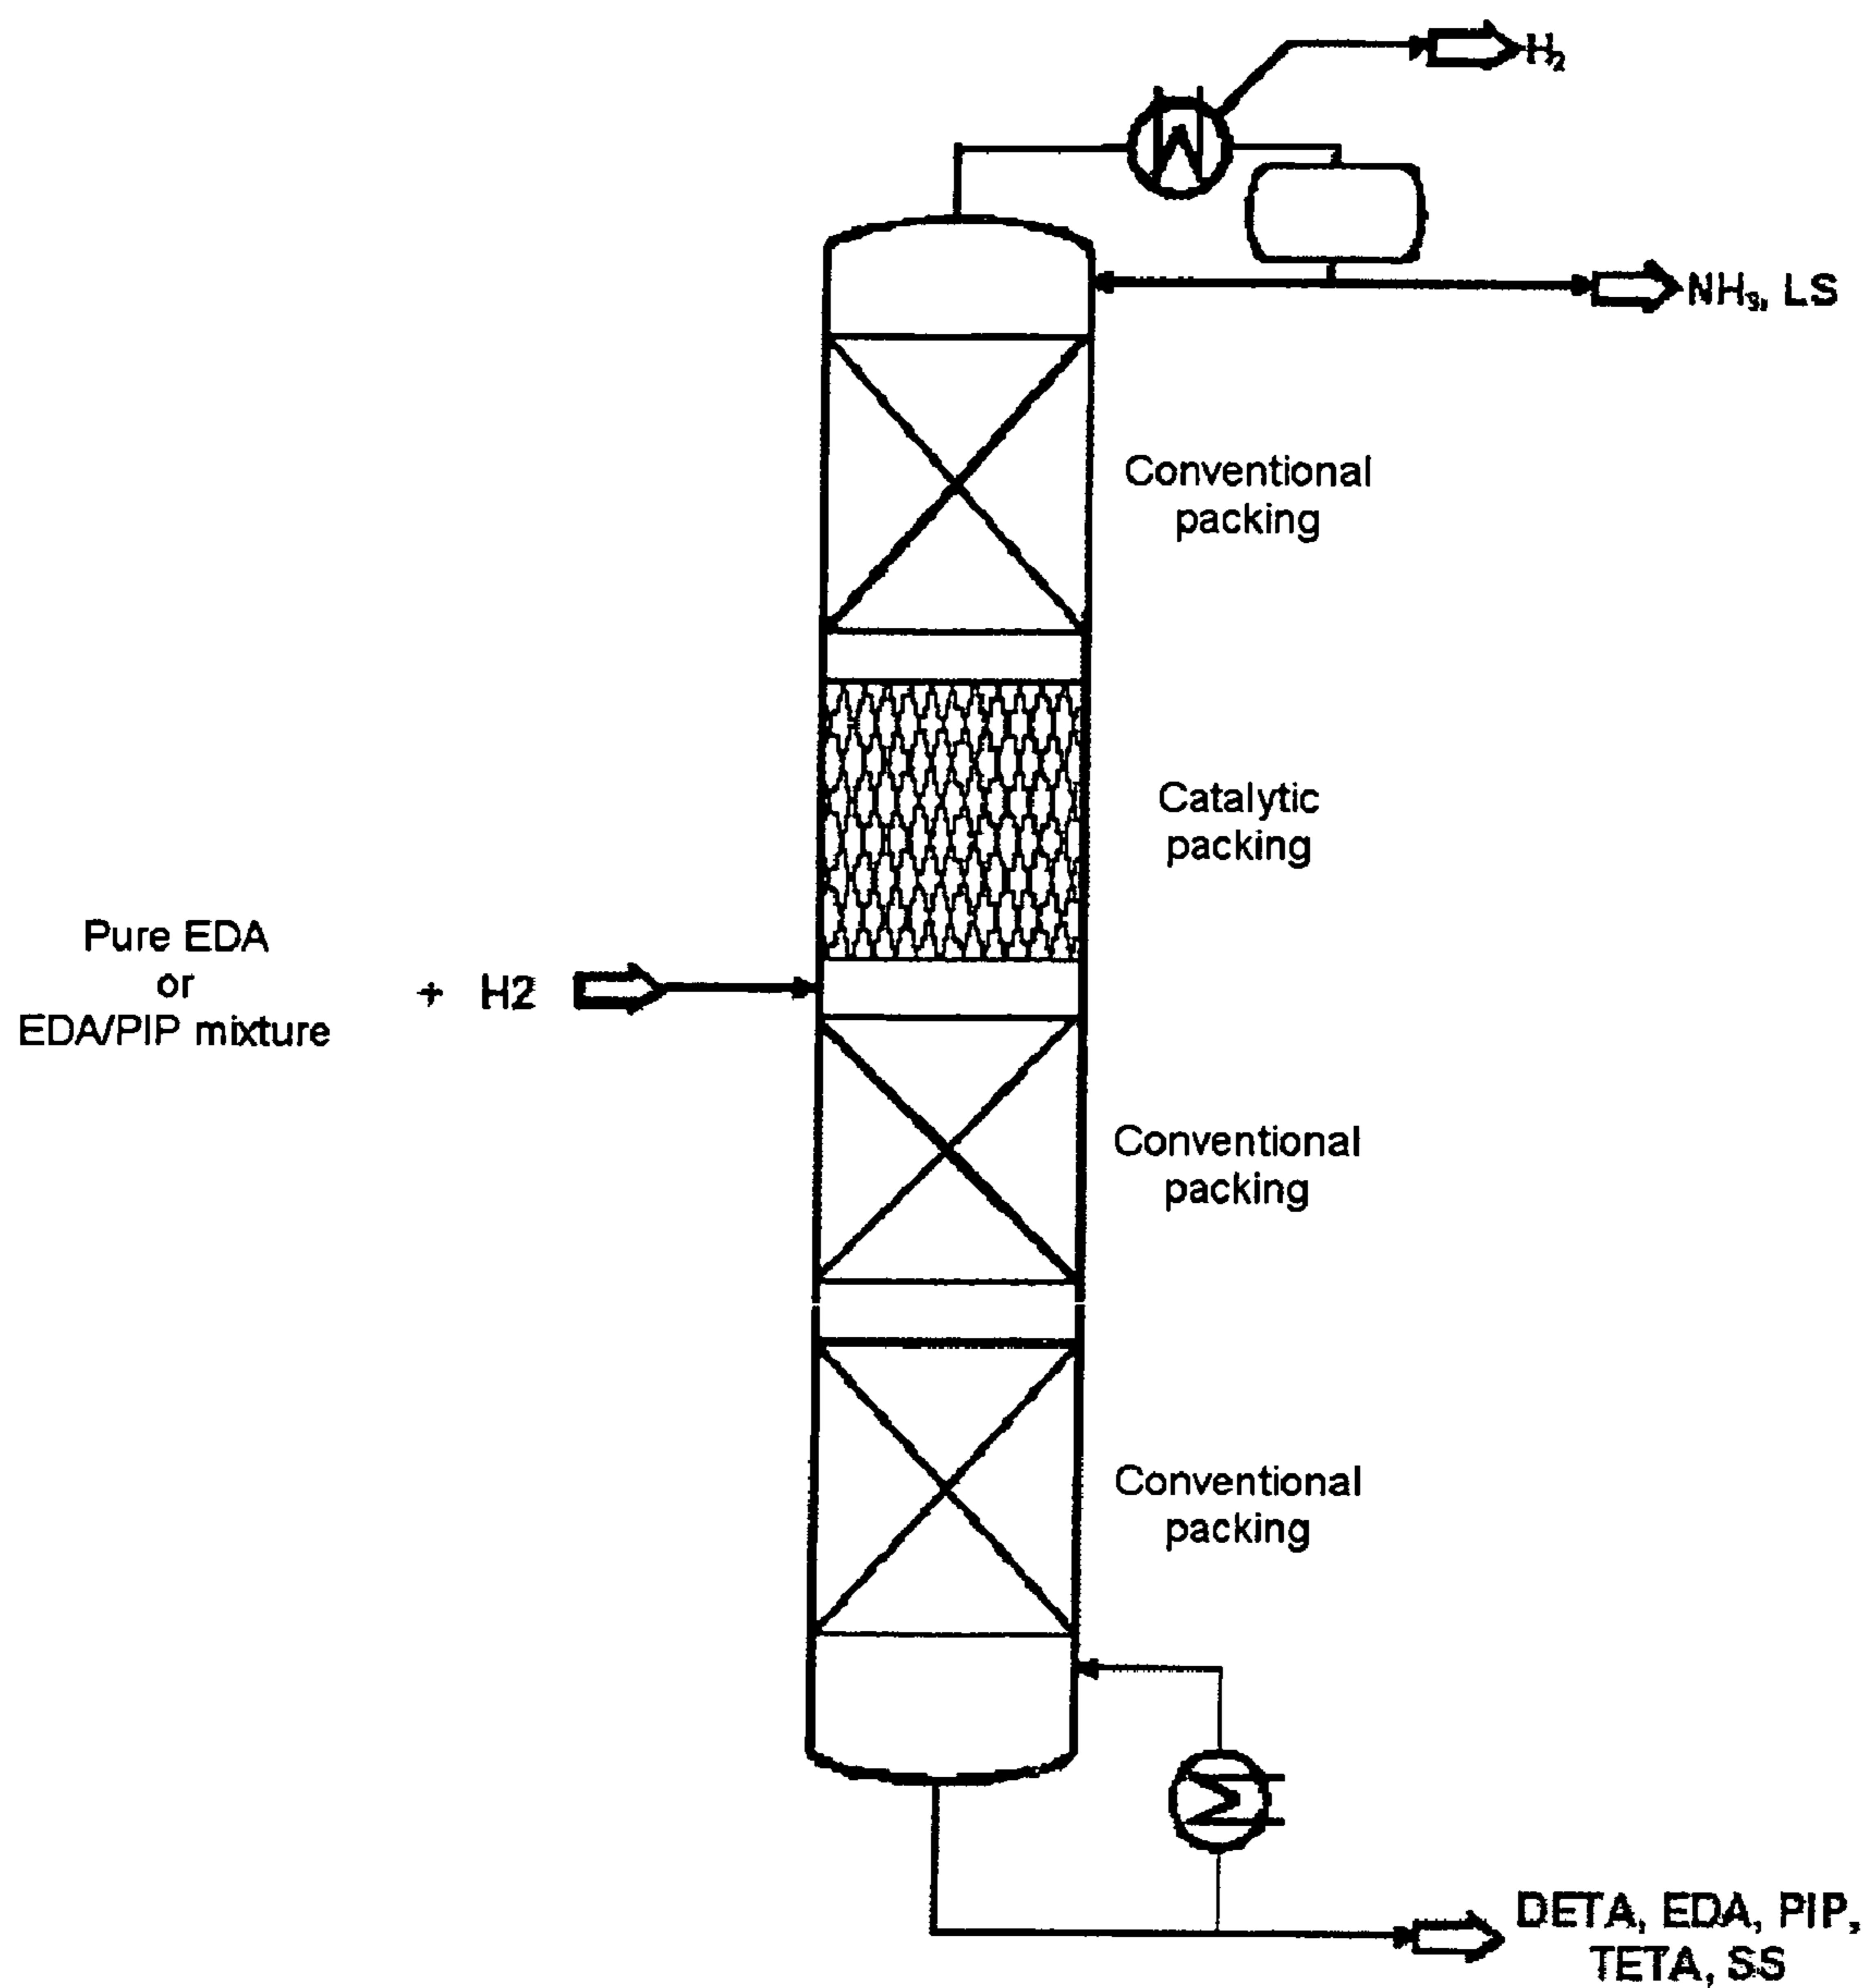 H₂
NH₃, LS
Conventional
packing
Catalytic
packing
Pure EDA
or
EDA/PIP mixture
+ H2
Conventional
packing
Conventional
packing
DETA, EDA, PIP,
TETA, SS